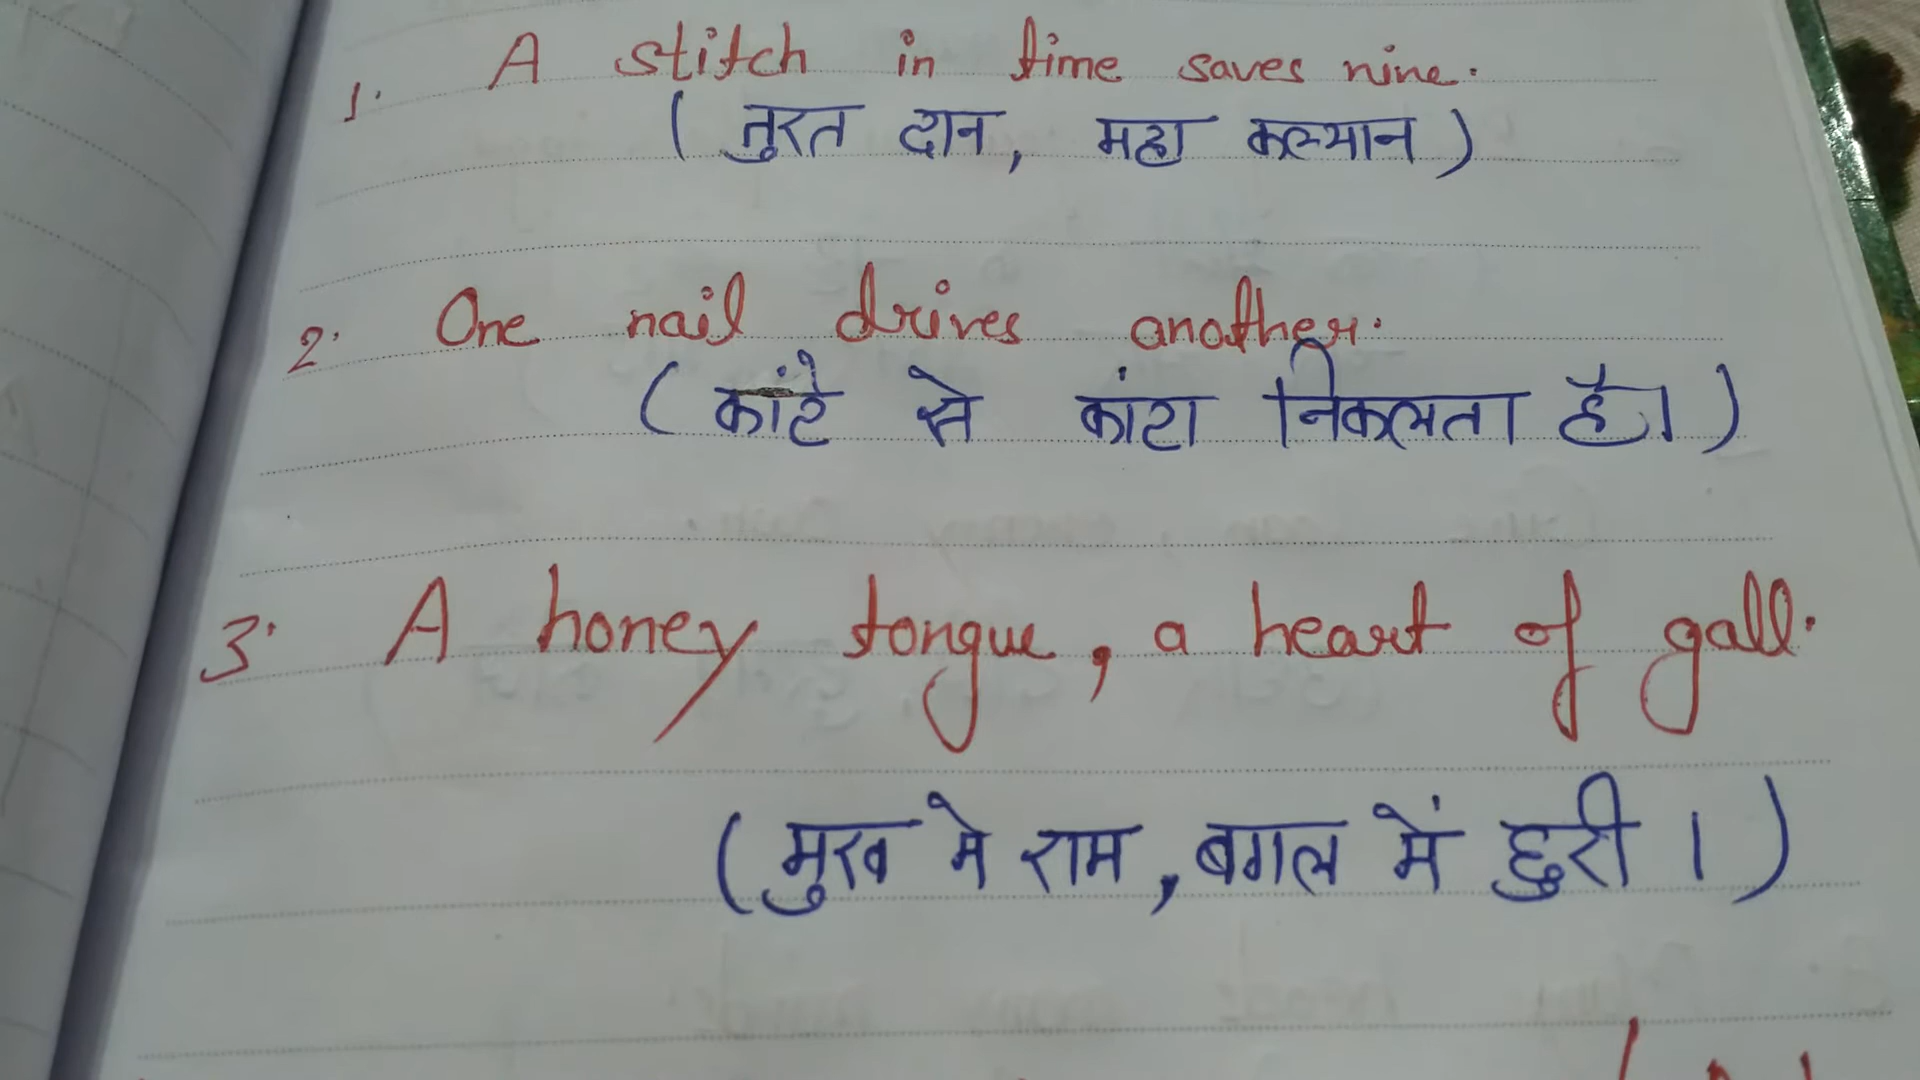 1. A stitch in time saves nine.
( तुरत दान, महा कल्यान )
2. One nail drives another.
( कांटे से कांटा निकलता है। )
3. A honey tongue, a heart of gall.
( मुख मे राम, बगल में छुरी । )